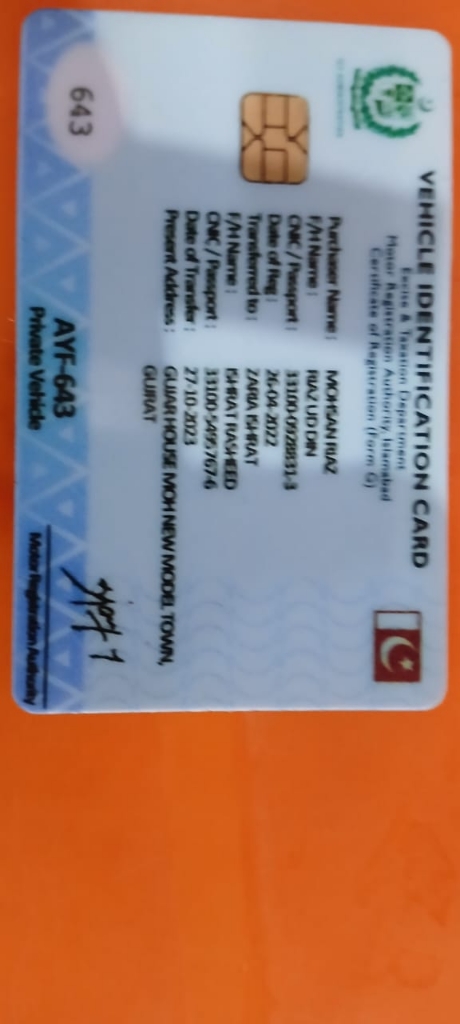 VEHICLE IDENTIFICATION CARD
Excise & Taxation Department
Motor Registration Authority, Islamabad
Certificate of Registration (Form G)
Purchaser Name : MOHSAN RIAZ
F/H Name : RIAZ UD DIN
CNIC / Passport : 33100-0928831-3
Date of Reg : 26-04-2022
Transferred to : ZARIA ISHRAT
F/H Name : ISHRAT RASHEED
CNIC / Passport : 33100-5495767-6
Date of Transfer : 27-10-2023
Present Address : GUJAR HOUSE MOH NEW MODEL TOWN,
GUJRAT
643
AYF-643
Private Vehicle
Motor Registration Authority